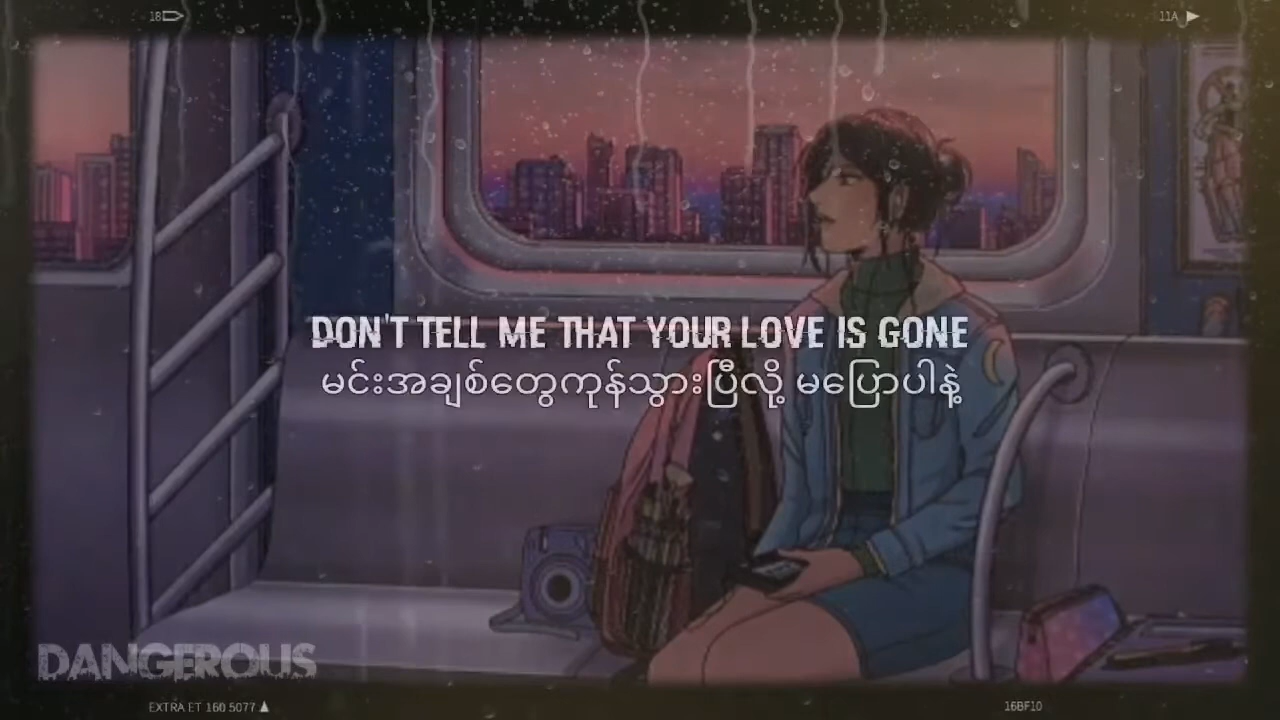 18
11A
DON'T TELL ME THAT YOUR LOVE IS GONE
မင်းအချစ်တွေကုန်သွားပြီလို့ မပြောပါနဲ့
DANGEROUS
EXTRA ET 160 5077
16BF10